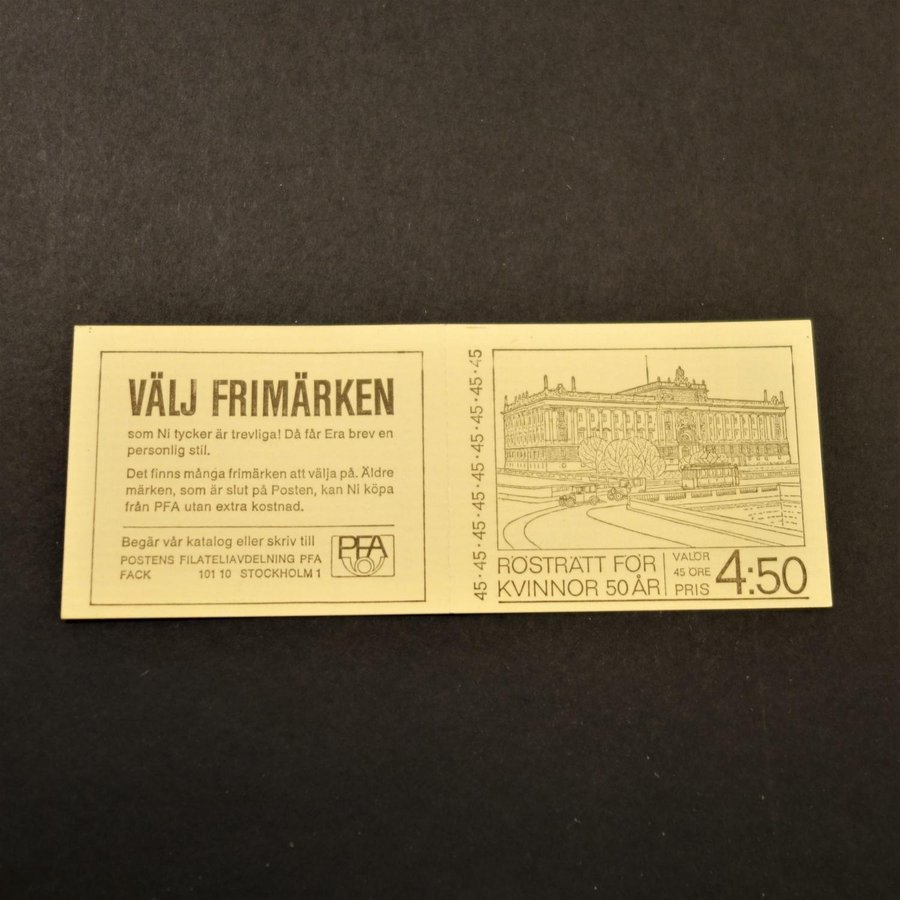 VÄLJ FRIMÄRKEN
som Ni tycker är trevliga! Då får Era brev en
personlig stil.
Det finns många frimärken att välja på. Äldre
märken, som är slut på Posten, kan Ni köpa
från PFA utan extra kostnad.
Begär vår katalog eller skriv till
POSTENS FILATELIAVDELNING PFA
FACK 101 10 STOCKHOLM 1
PFA
45·45·45·45·45·45·45·45·45
RÖSTRÄTT FÖR
KVINNOR 50 ÅR
VALÖR
45 ÖRE
PRIS 4:50